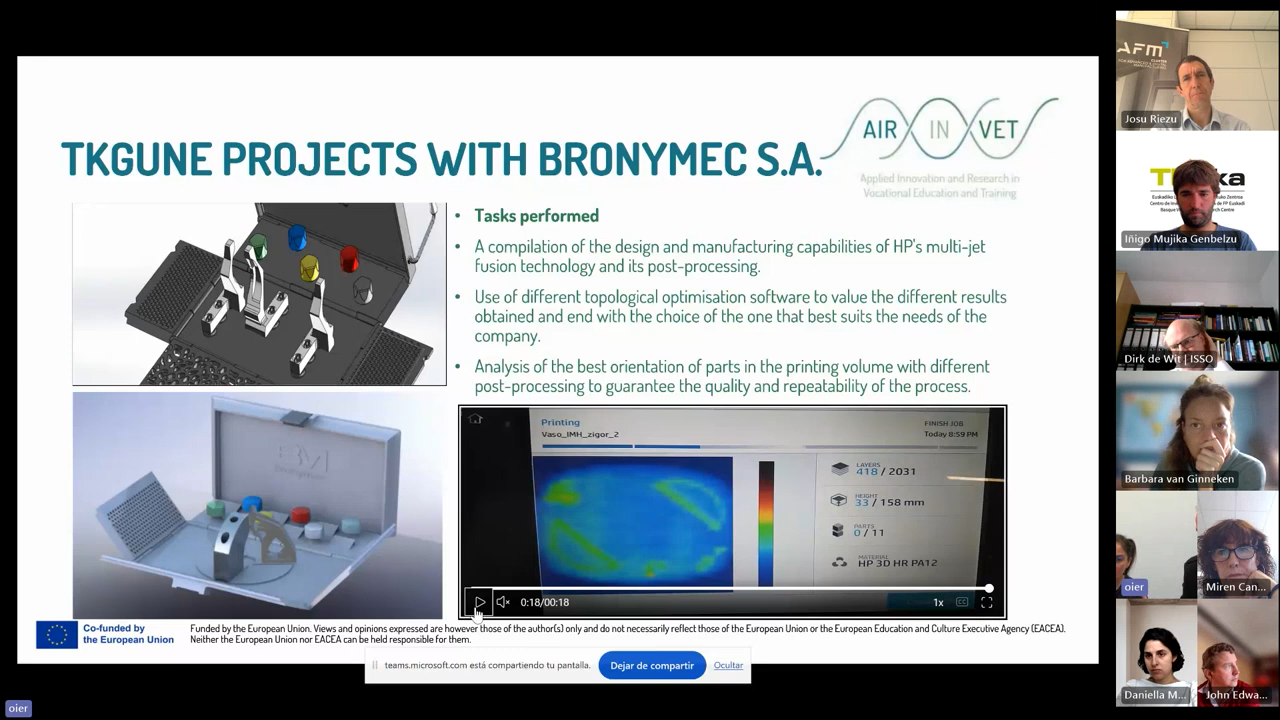 TKGUNE PROJECTS WITH BRONYMEC S.A.
AIR IN VET
Applied Innovation and Research in
Vocational Education and Training
• Tasks performed
• A compilation of the design and manufacturing capabilities of HP's multi-jet
fusion technology and its post-processing.
• Use of different topological optimisation software to value the different results
obtained and end with the choice of the one that best suits the needs of the
company.
• Analysis of the best orientation of parts in the printing volume with different
post-processing to guarantee the quality and repeatability of the process.
Printing
Vaso_IMH_zigor_2
FINISH JOB
Today 8:59 PM
LAYERS
418 / 2031
HEIGHT
33 / 158 mm
PARTS
0 / 11
MATERIAL
HP 3D HR PA12
0:18/00:18
1x
CC
Co-funded by
the European Union
Funded by the European Union. Views and opinions expressed are however those of the author(s) only and do not necessarily reflect those of the European Union or the European Education and Culture Executive Agency (EACEA).
Neither the European Union nor EACEA can be held responsible for them.
teams.microsoft.com está compartiendo tu pantalla.
Dejar de compartir
Ocultar
oier
AFM
CLUSTER
Josu Riezu
Iñigo Mujika Genbelzu
Dirk de Wit | ISSO
Barbara van Ginneken
oier
Miren Can...
Daniella M...
John Edwa...